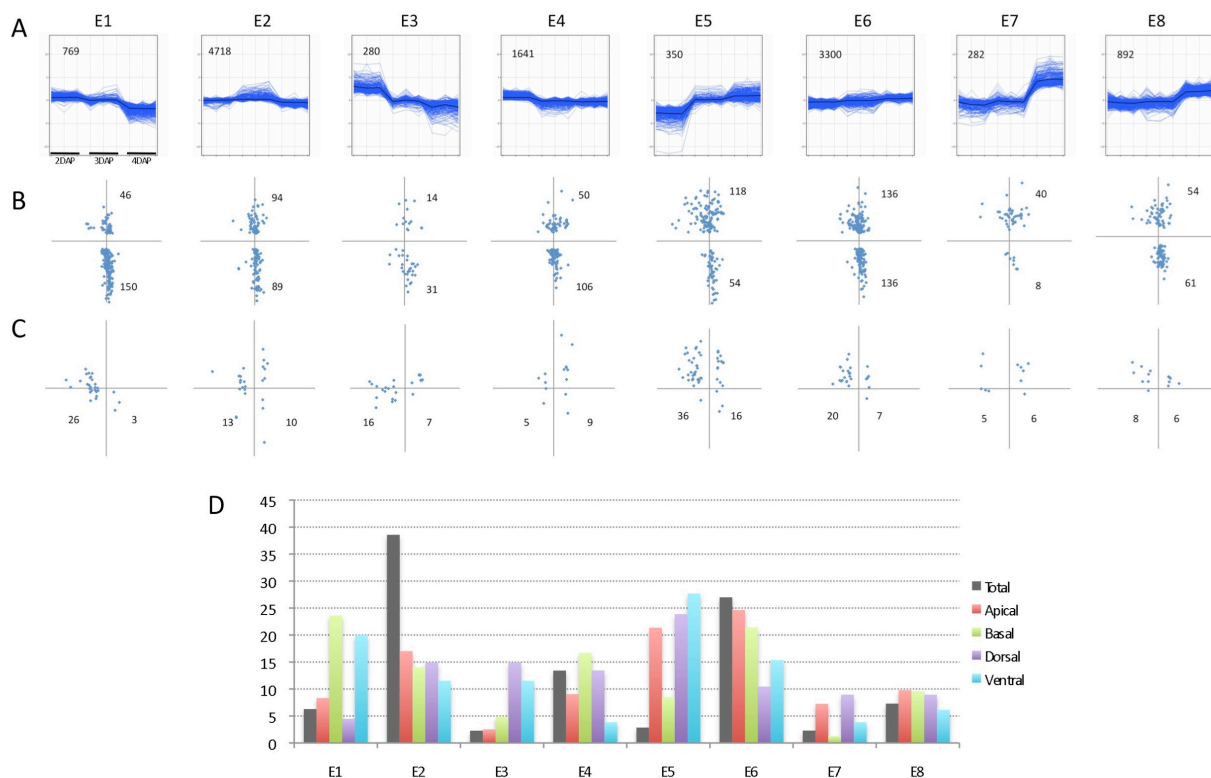 E1 E2 E3 E4 E5 E6 E7 E8
A
769 4718 280 1641 350 3300 282 892
2DAP 3DAP 4DAP
B
46 94 14 50 118 136 40 54
150 89 31 106 54 136 8 61
C
26 3 13 10 16 7 5 9 36 16 20 7 5 6 8 6
D
45
40
35
30
25
20
15
10
5
0
E1 E2 E3 E4 E5 E6 E7 E8
Total
Apical
Basal
Dorsal
Ventral